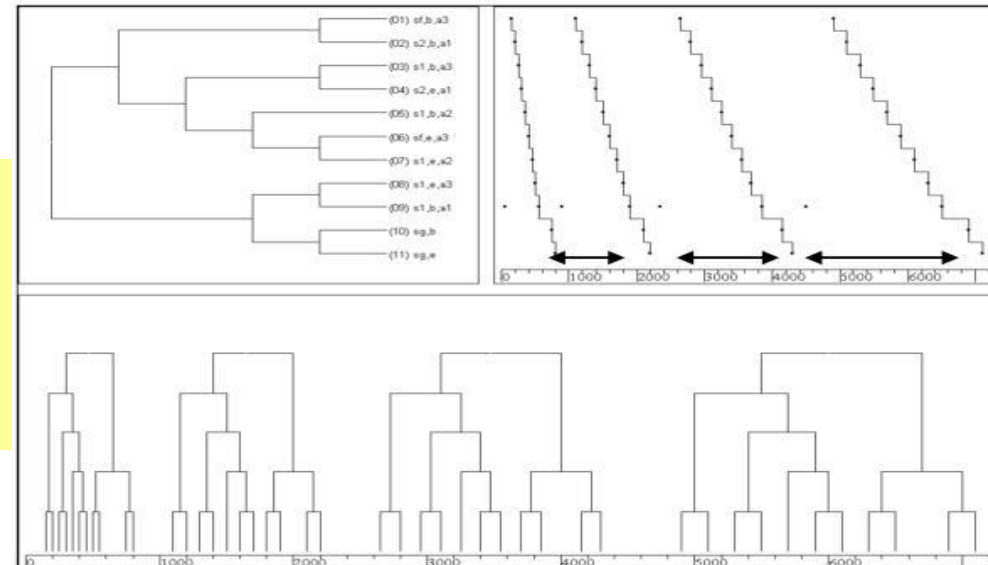 (01) sf,b,a3
(02) s2,b,a1
(03) s1,b,a3
(04) s2,e,a1
(05) s1,b,a2
(06) sf,e,a3
(07) s1,e,a2
(08) s1,e,a3
(09) s1,b,a1
(10) sg,b
(11) sg,e
0 1000 2000 3000 4000 5000 6000
0 1000 2000 3000 4000 5000 6000